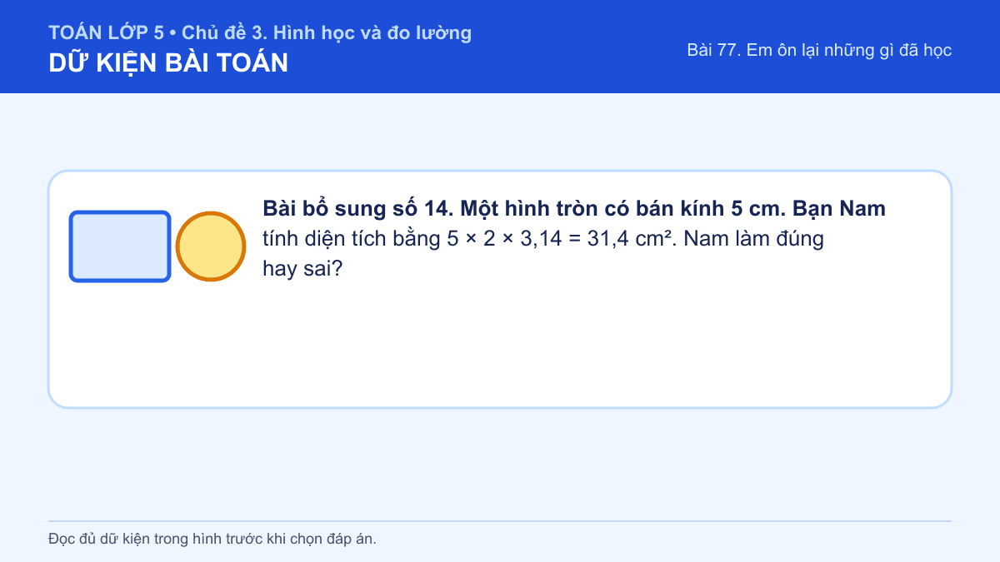 TOÁN LỚP 5 • Chủ đề 3. Hình học và đo lường
DỮ KIỆN BÀI TOÁN
Bài 77. Em ôn lại những gì đã học
Bài bổ sung số 14. Một hình tròn có bán kính 5 cm. Bạn Nam
tính diện tích bằng 5 × 2 × 3,14 = 31,4 cm². Nam làm đúng
hay sai?
Đọc đủ dữ kiện trong hình trước khi chọn đáp án.